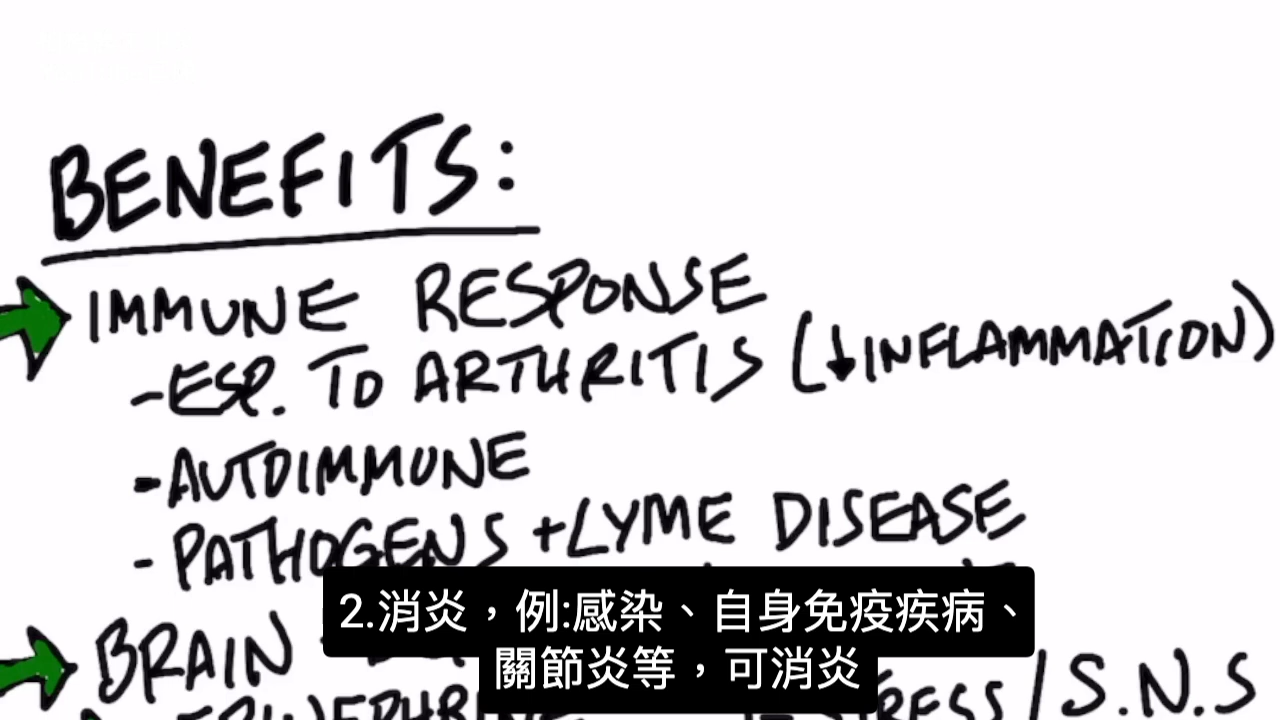 BENEFITS:
IMMUNE RESPONSE
-ESP. TO ARTHRITIS (↓INFLAMMATION)
-AUTOIMMUNE
- PATHOGENS + LYME DISEASE
2.消炎，例:感染、自身免疫疾病、
關節炎等，可消炎
BRAIN
/ S.N.S